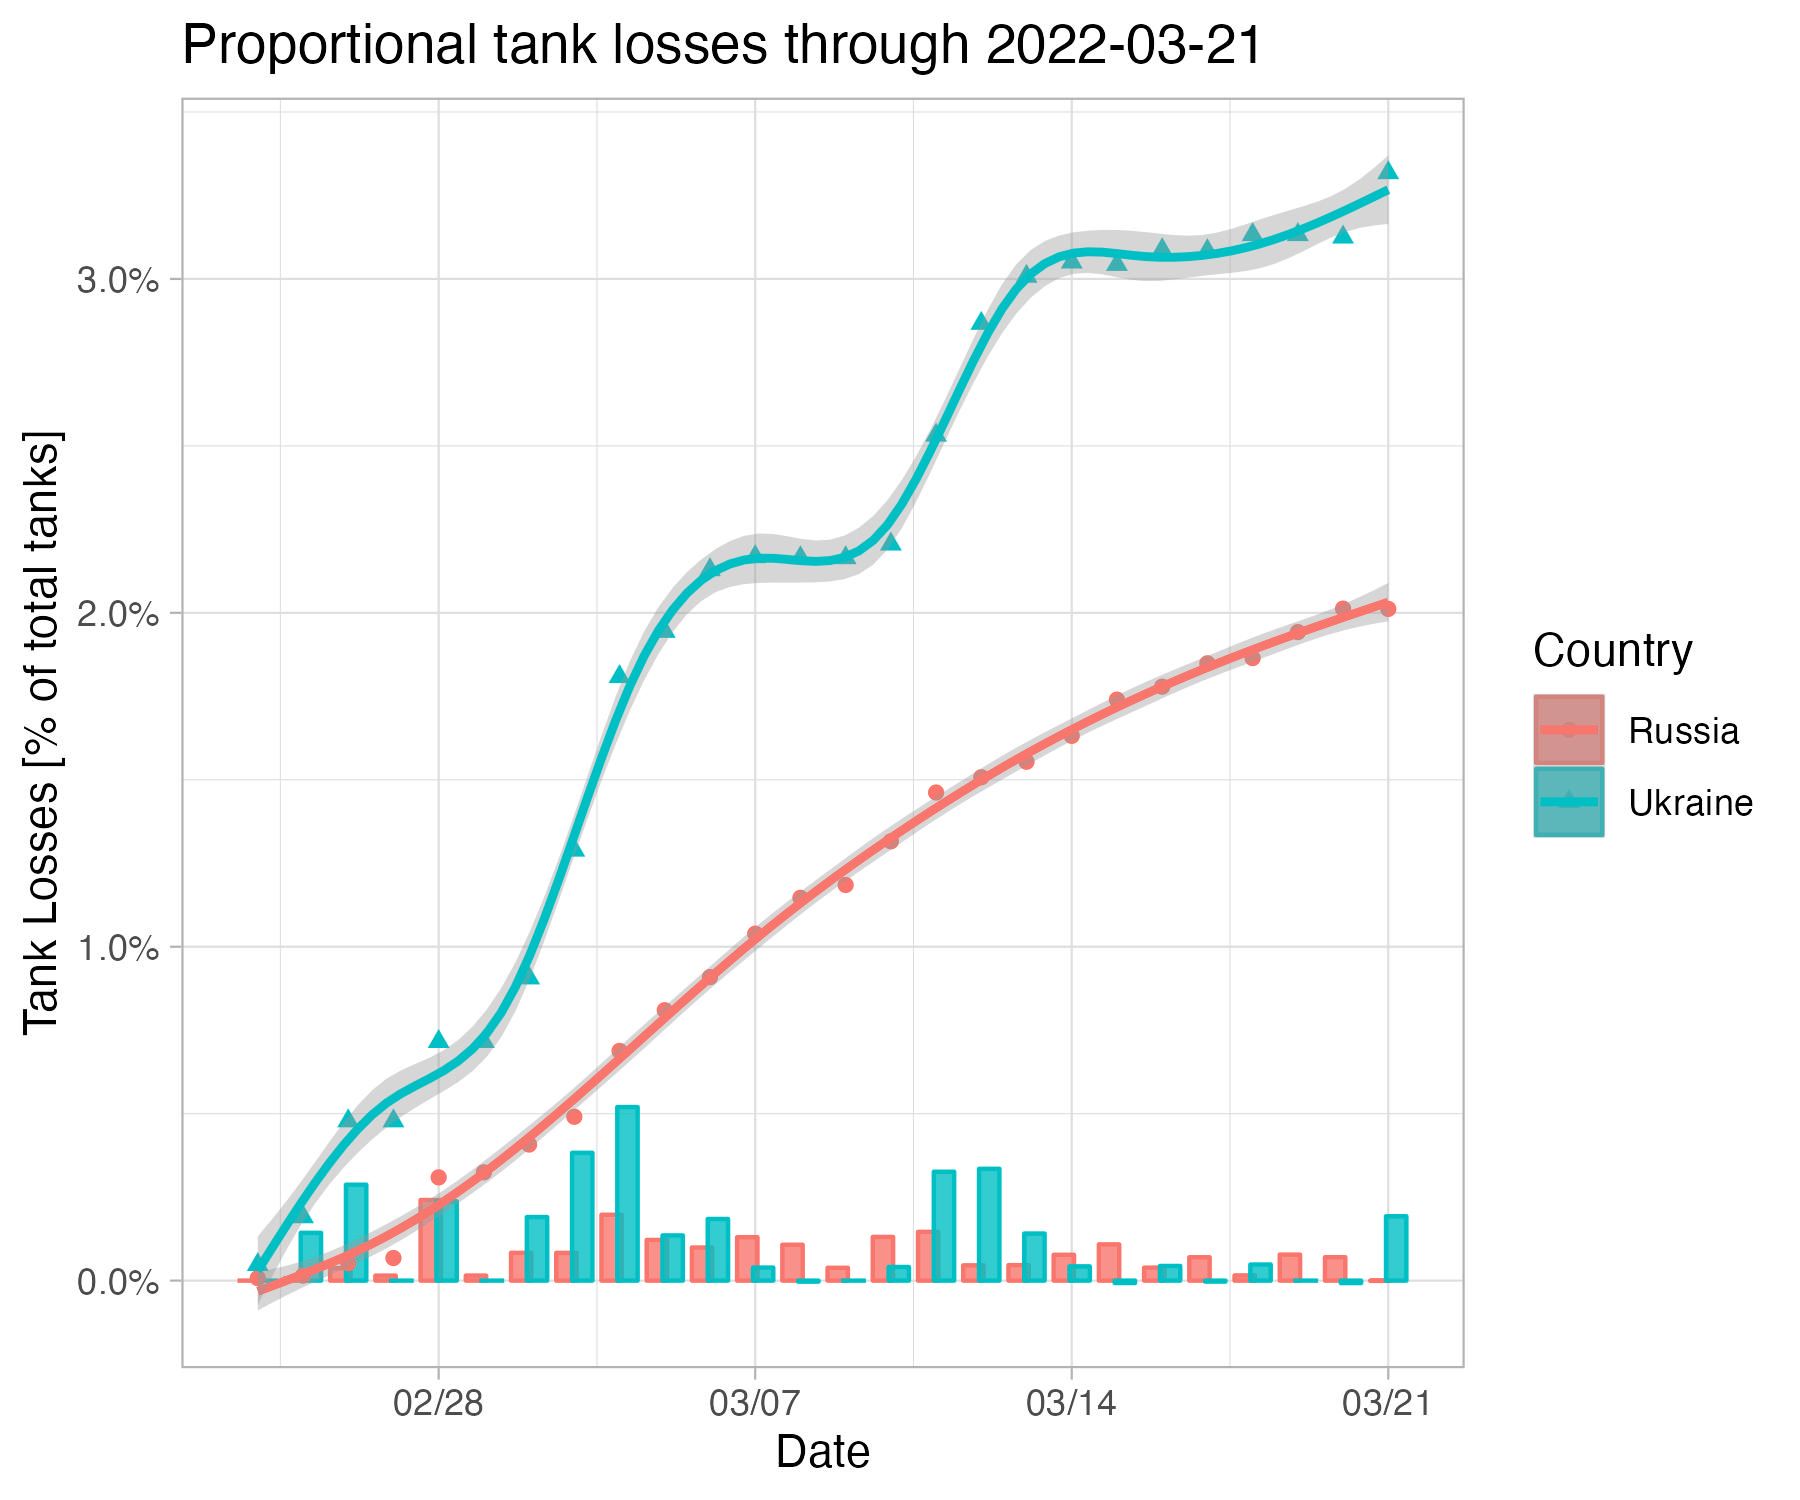 Proportional tank losses through 2022-03-21
Tank Losses [% of total tanks]
3.0%
2.0%
1.0%
0.0%
02/28
03/07
03/14
03/21
Date
Country
Russia
Ukraine